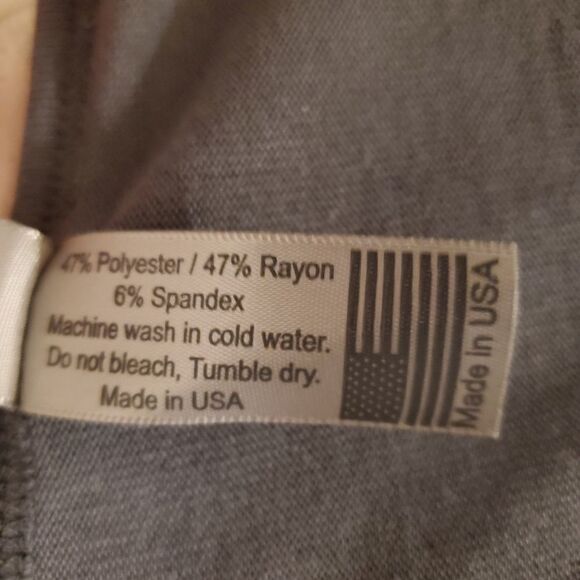 47% Polyester / 47% Rayon
6% Spandex
Machine wash in cold water.
Do not bleach, Tumble dry.
Made in USA
Made in USA